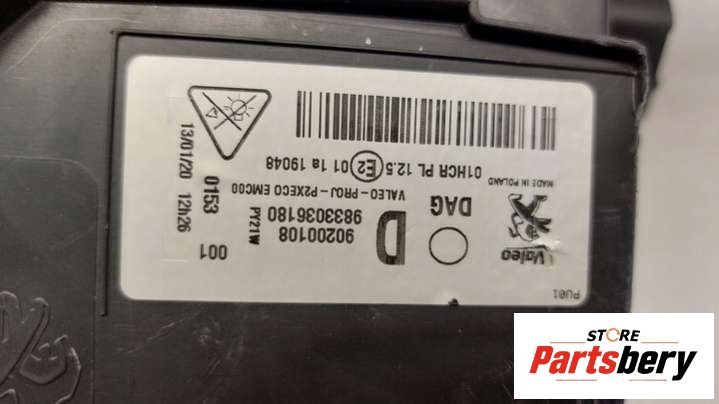 PU01
Valeo
MADE IN POLAND
DAG
D
90200108
9833036180
PY21W
VALEO-PROJ-P2XECO EMC00
01HCR PL 12.5 E2 01 1a 19048
001
0153
13/01/20 12h26
STORE
Partsbery